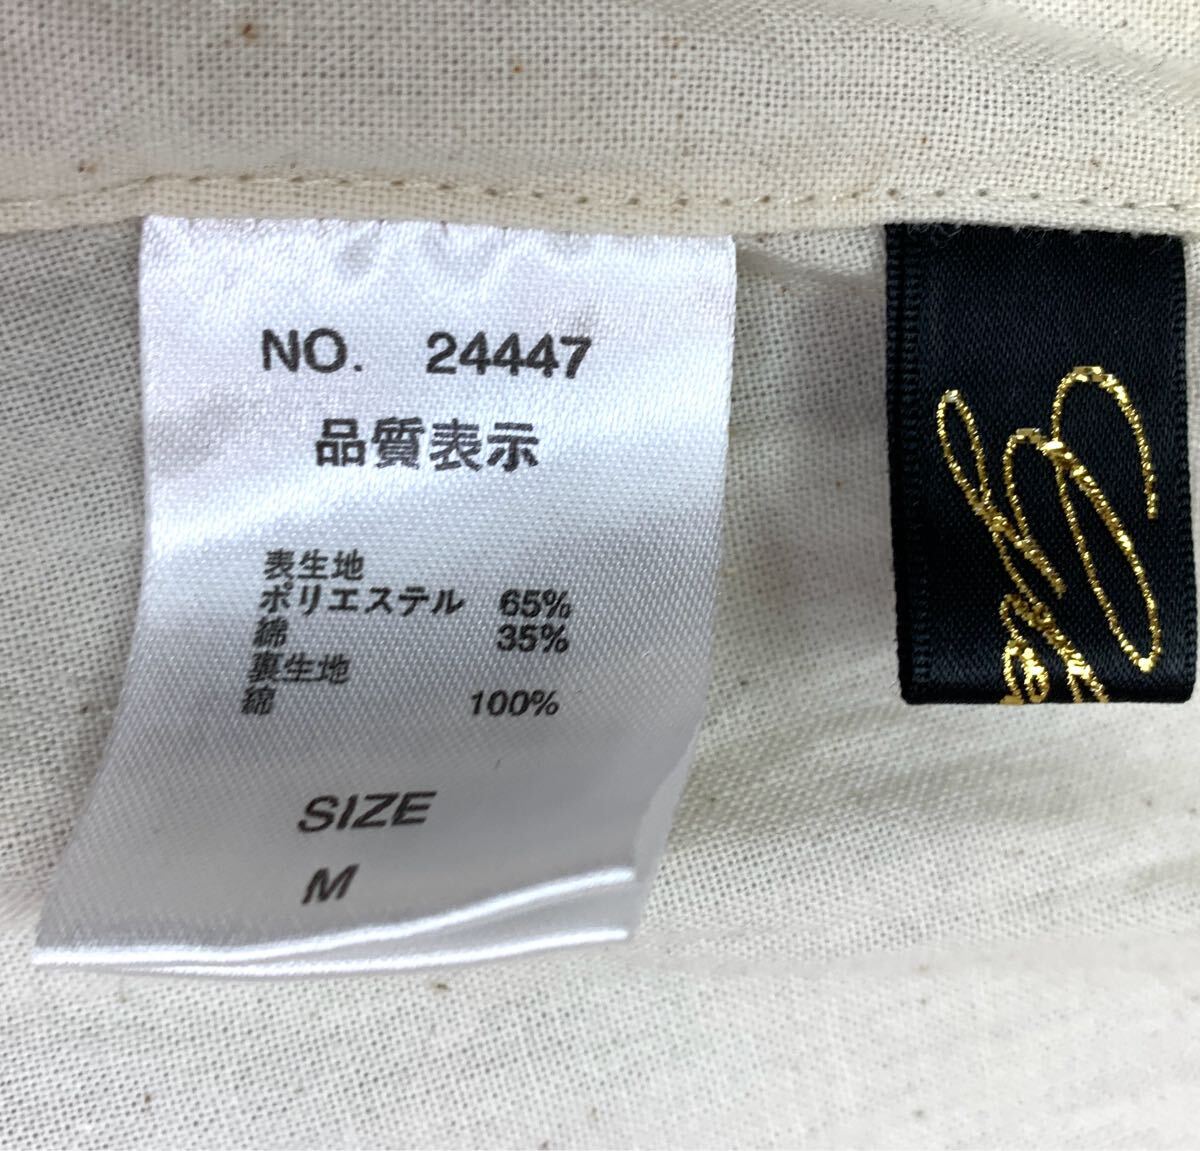 NO. 24447
品質表示
表生地
ポリエステル 65%
綿 35%
裏生地
綿 100%
SIZE
M